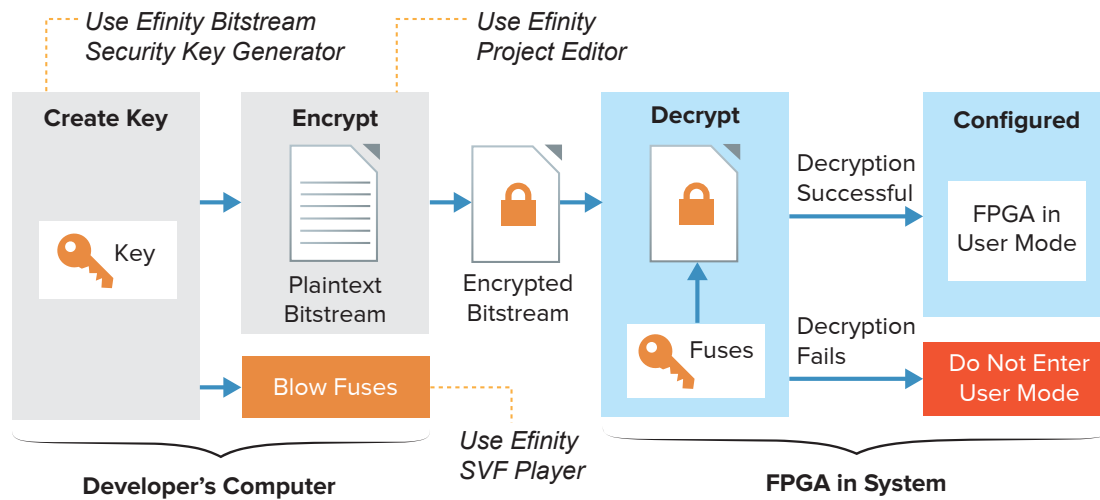 Use Efinity Bitstream
Security Key Generator
Use Efinity
Project Editor
Create Key
Key
Encrypt
Plaintext
Bitstream
Encrypted
Bitstream
Blow Fuses
Use Efinity
SVF Player
Developer's Computer
Decrypt
Fuses
Decryption
Successful
Decryption
Fails
Configured
FPGA in
User Mode
Do Not Enter
User Mode
FPGA in System